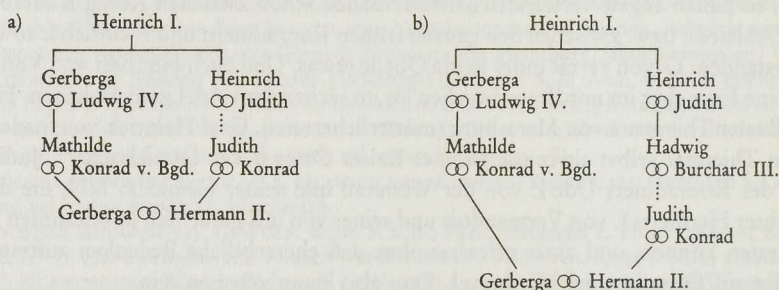 a)
Heinrich I.
Gerberga Heinrich
Ludwig IV. Judith
Mathilde Judith
Konrad v. Bgd. Konrad
Gerberga Hermann II.
b)
Heinrich I.
Gerberga Heinrich
Ludwig IV. Judith
Mathilde Hadwig
Konrad v. Bgd. Burchard III.
Judith
Konrad
Gerberga Hermann II.